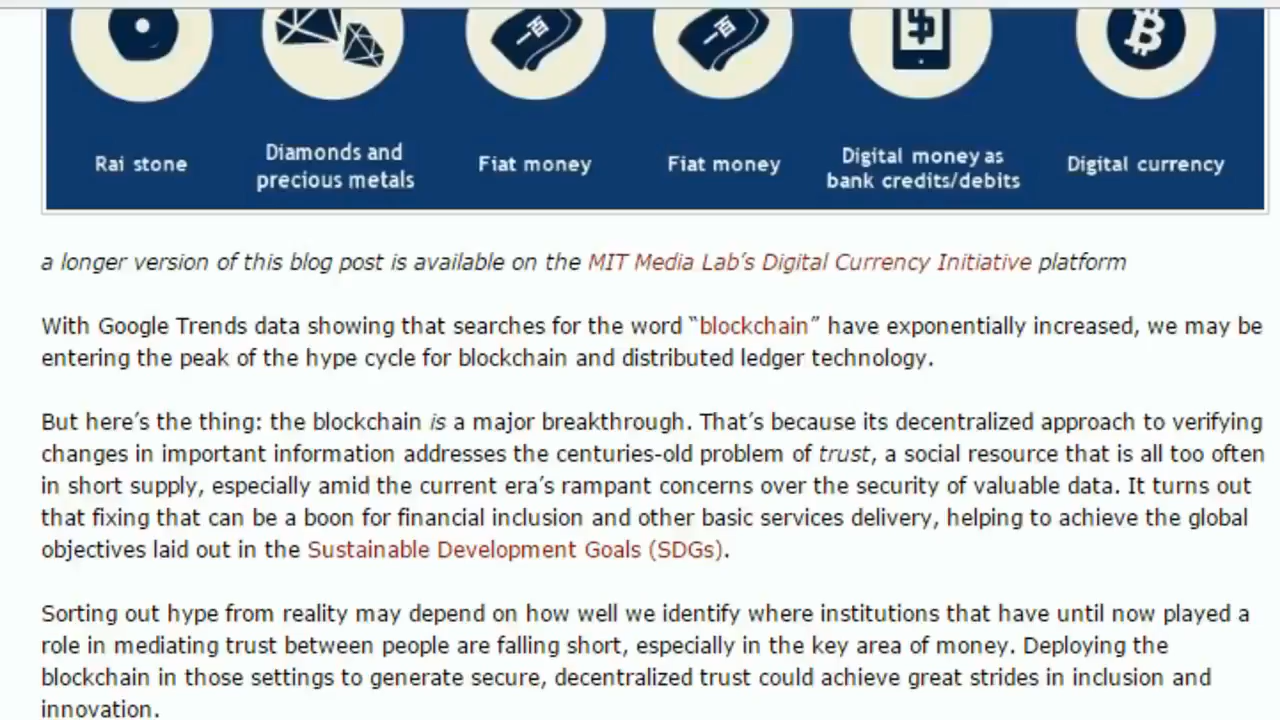 一百
一百
Rai stone
Diamonds and
precious metals
Fiat money
Fiat money
Digital money as
bank credits/debits
Digital currency
a longer version of this blog post is available on the MIT Media Lab’s Digital Currency Initiative platform
With Google Trends data showing that searches for the word “blockchain” have exponentially increased, we may be
entering the peak of the hype cycle for blockchain and distributed ledger technology.
But here’s the thing: the blockchain is a major breakthrough. That’s because its decentralized approach to verifying
changes in important information addresses the centuries-old problem of trust, a social resource that is all too often
in short supply, especially amid the current era’s rampant concerns over the security of valuable data. It turns out
that fixing that can be a boon for financial inclusion and other basic services delivery, helping to achieve the global
objectives laid out in the Sustainable Development Goals (SDGs).
Sorting out hype from reality may depend on how well we identify where institutions that have until now played a
role in mediating trust between people are falling short, especially in the key area of money. Deploying the
blockchain in those settings to generate secure, decentralized trust could achieve great strides in inclusion and
innovation.